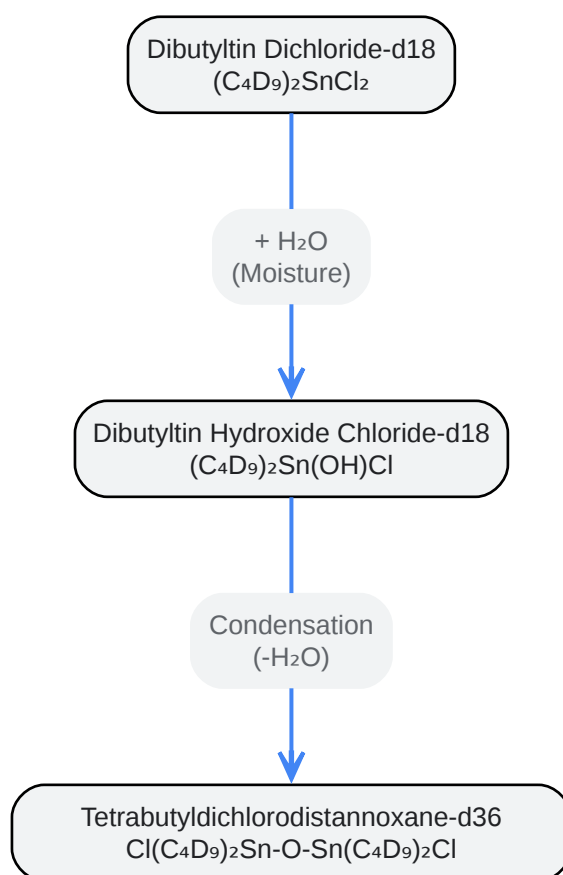 Dibutyltin Dichloride-d18
(C₄D₉)₂SnCl₂
+ H₂O
(Moisture)
Dibutyltin Hydroxide Chloride-d18
(C₄D₉)₂Sn(OH)Cl
Condensation
(-H₂O)
Tetrabutyldichlorodistannoxane-d36
Cl(C₄D₉)₂Sn-O-Sn(C₄D₉)₂Cl